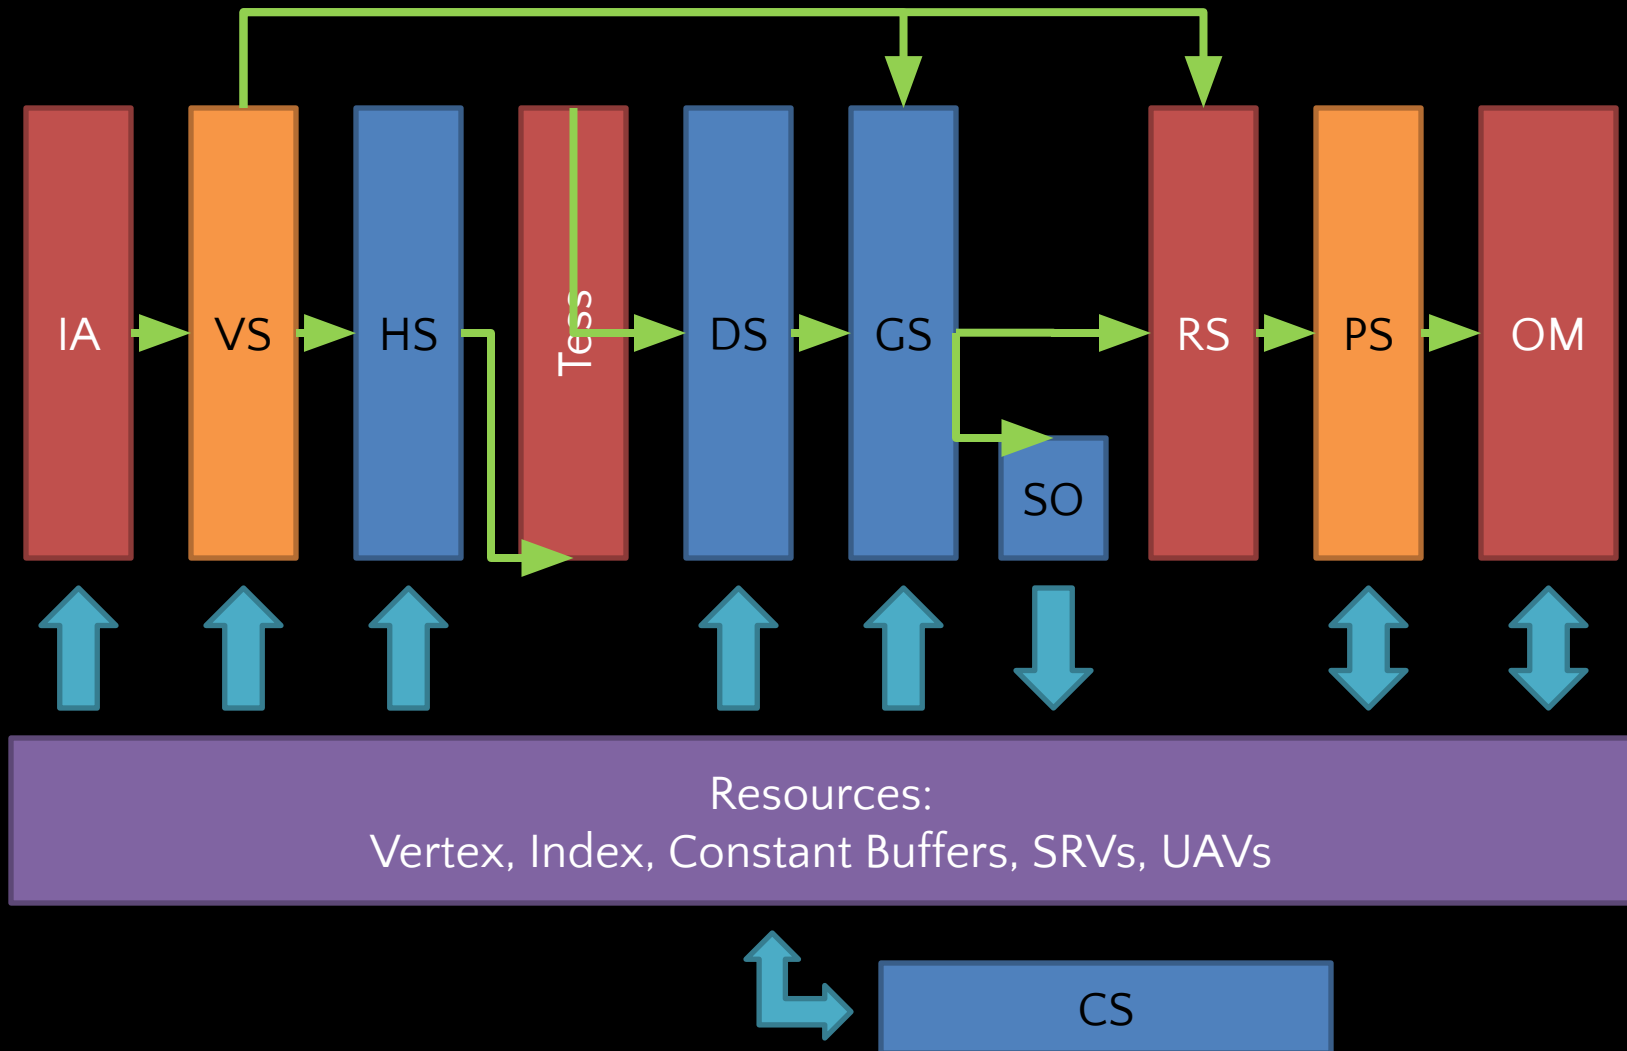 IA
VS
HS
Tess
DS
GS
SO
RS
PS
OM
Resources:
Vertex, Index, Constant Buffers, SRVs, UAVs
CS